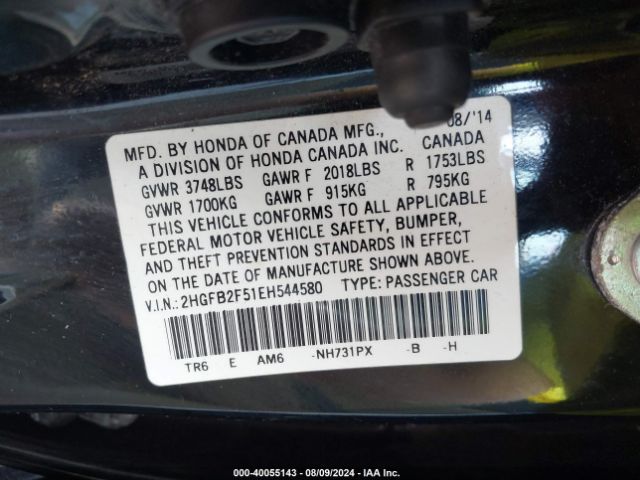 08/'14
MFD. BY HONDA OF CANADA MFG., CANADA
A DIVISION OF HONDA CANADA INC.
GVWR 3748LBS GAWR F 2018LBS R 1753LBS
GVWR 1700KG GAWR F 915KG R 795KG
THIS VEHICLE CONFORMS TO ALL APPLICABLE
FEDERAL MOTOR VEHICLE SAFETY, BUMPER,
AND THEFT PREVENTION STANDARDS IN EFFECT
ON THE DATE OF MANUFACTURE SHOWN ABOVE.
V.I.N.: 2HGFB2F51EH544580 TYPE: PASSENGER CAR
TR6 E AM6 -NH731PX -B -H
000-40055143 - 08/09/2024 - IAA Inc.